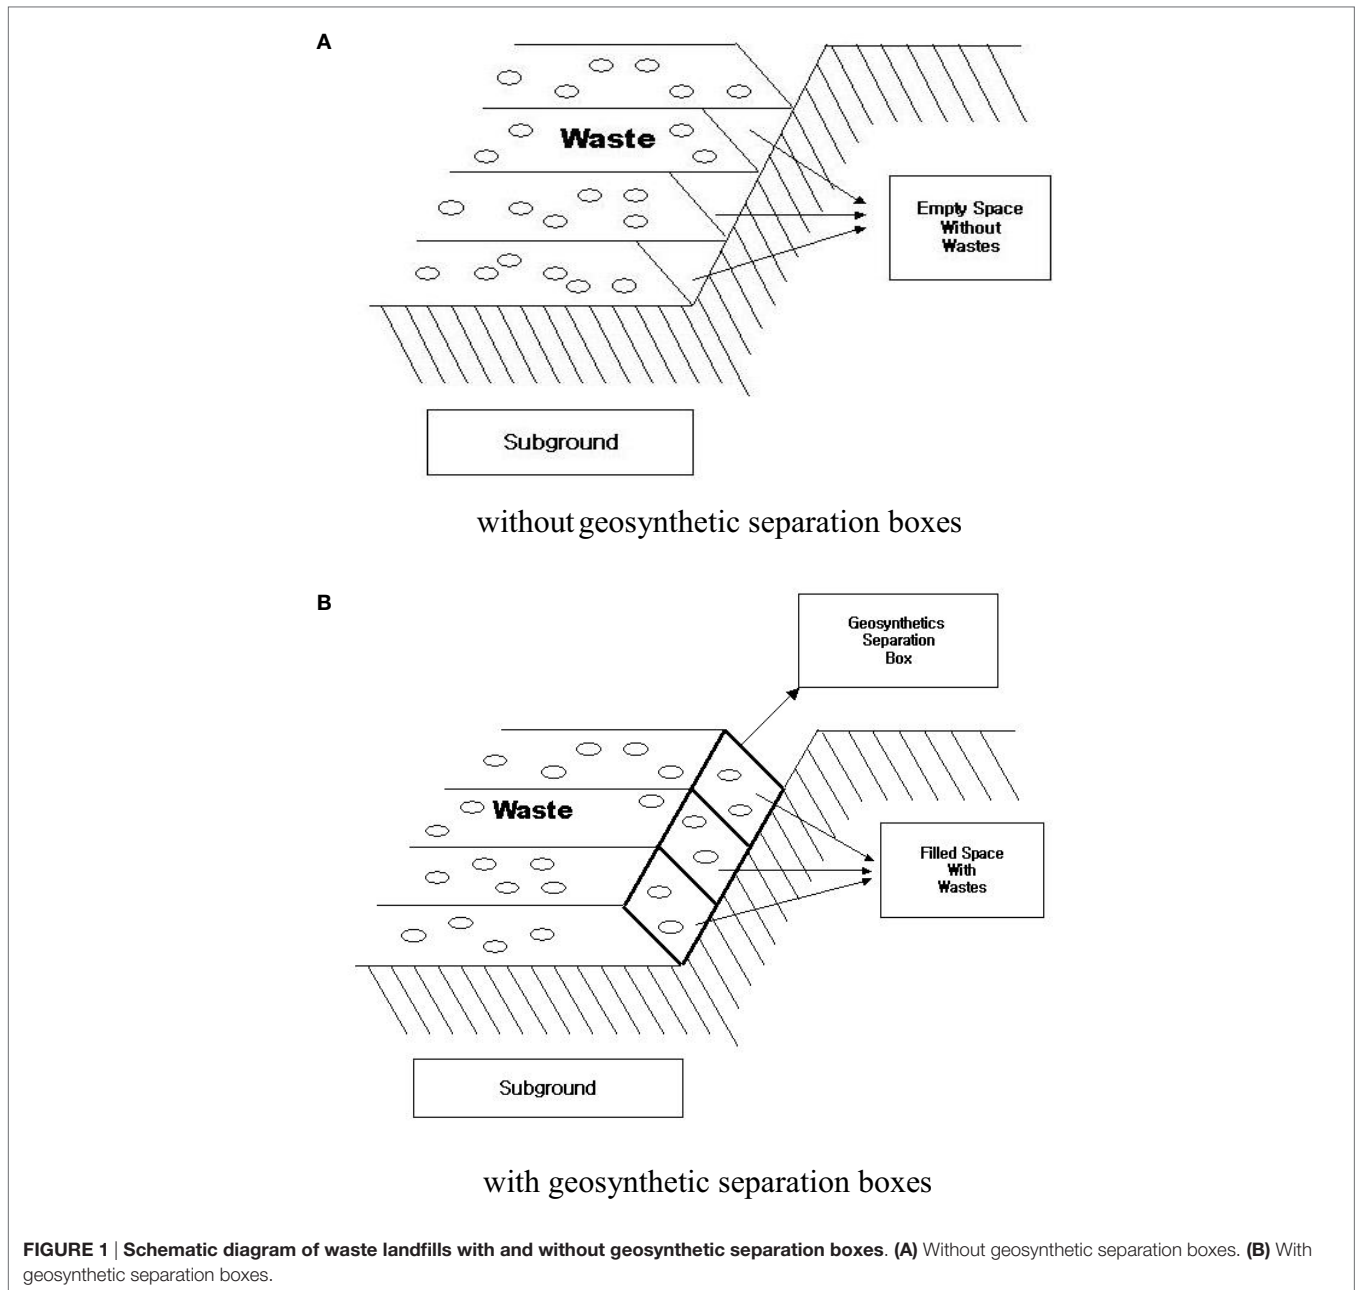 A
Waste
Empty Space
Without
Wastes
Subground
without geosynthetic separation boxes
B
Geosynthetics
Separation
Box
Waste
Filled Space
With
Wastes
Subground
with geosynthetic separation boxes
FIGURE 1 | Schematic diagram of waste landfills with and without geosynthetic separation boxes. (A) Without geosynthetic separation boxes. (B) With
geosynthetic separation boxes.